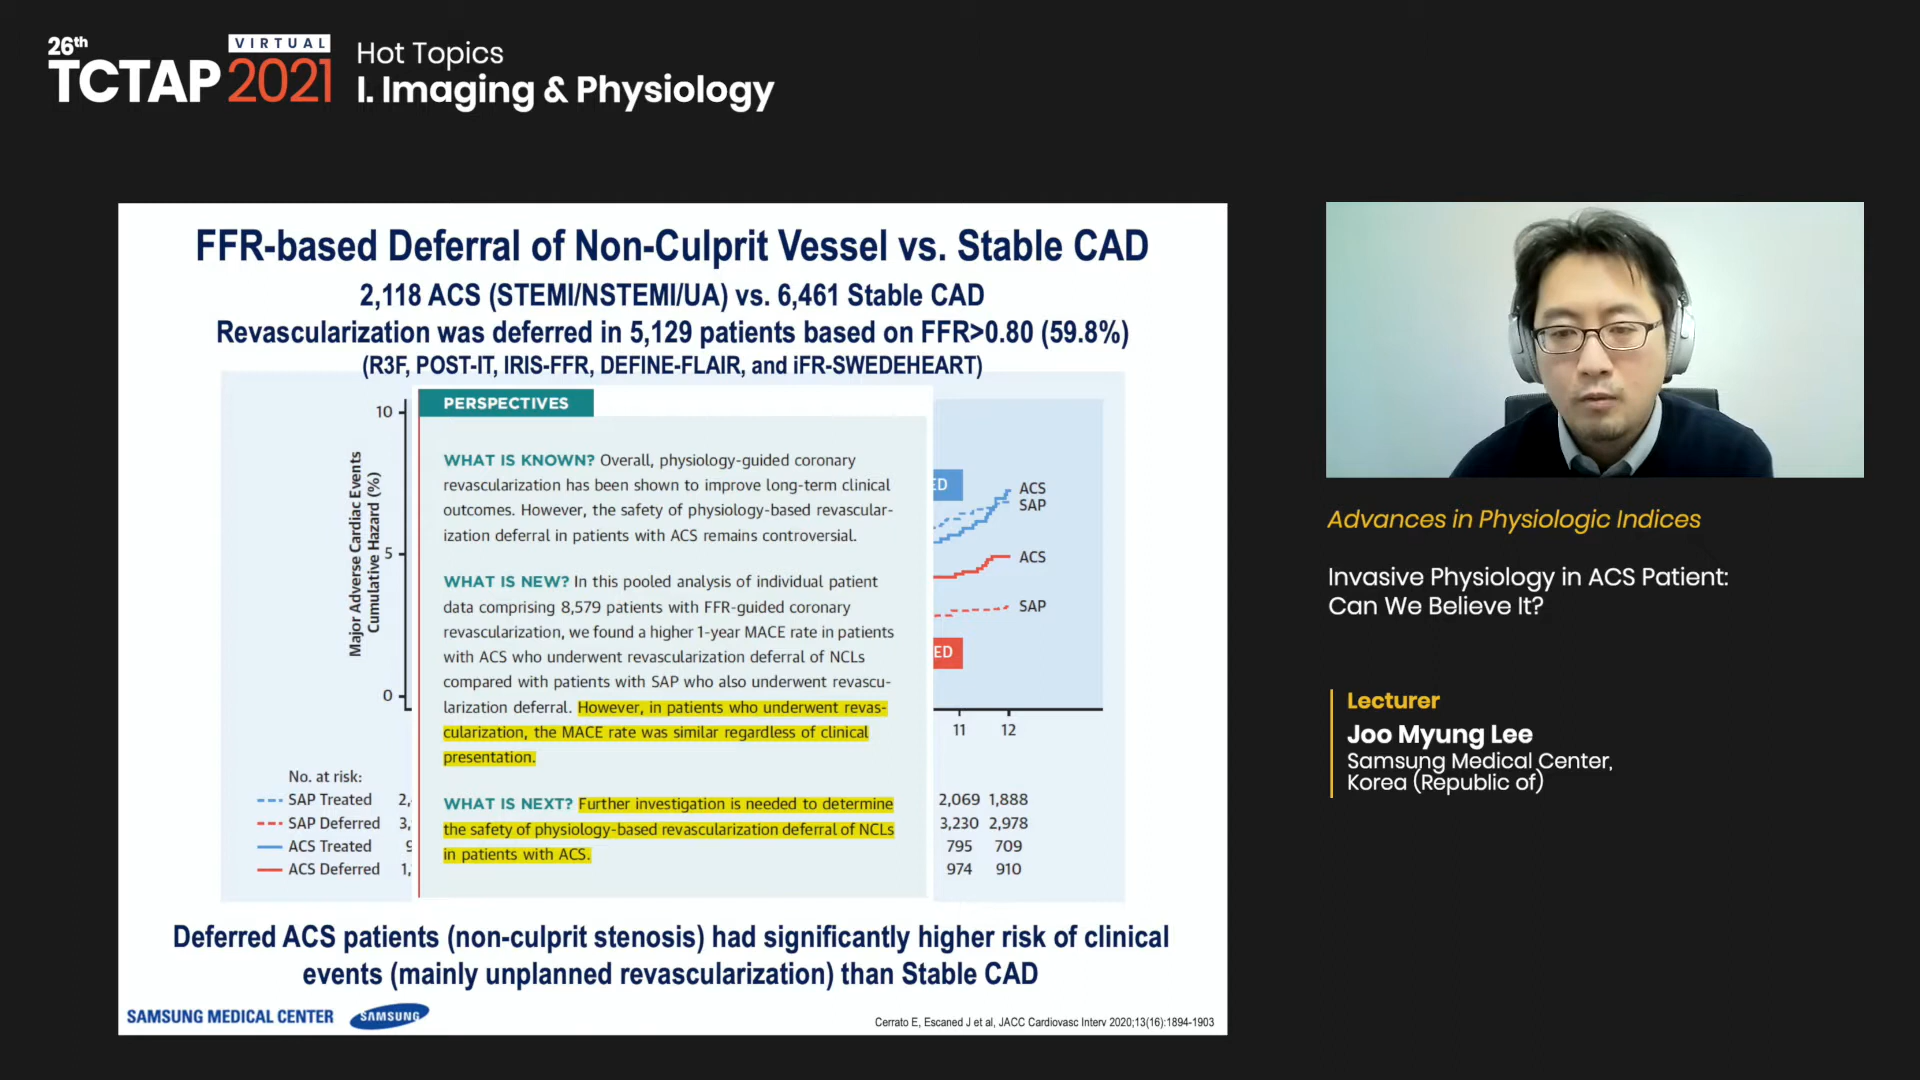 26th
VIRTUAL
TCTAP 2021
Hot Topics
I. Imaging & Physiology
FFR-based Deferral of Non-Culprit Vessel vs. Stable CAD
2,118 ACS (STEMI/NSTEMI/UA) vs. 6,461 Stable CAD
Revascularization was deferred in 5,129 patients based on FFR>0.80 (59.8%)
(R3F, POST-IT, IRIS-FFR, DEFINE-FLAIR, and iFR-SWEDEHEART)
Major Adverse Cardiac Events
Cumulative Hazard (%)
10
5
0
PERSPECTIVES
WHAT IS KNOWN? Overall, physiology-guided coronary
revascularization has been shown to improve long-term clinical
outcomes. However, the safety of physiology-based revascular-
ization deferral in patients with ACS remains controversial.
WHAT IS NEW? In this pooled analysis of individual patient
data comprising 8,579 patients with FFR-guided coronary
revascularization, we found a higher 1-year MACE rate in patients
with ACS who underwent revascularization deferral of NCLs
compared with patients with SAP who also underwent revascu-
larization deferral. However, in patients who underwent revas-
cularization, the MACE rate was similar regardless of clinical
presentation.
WHAT IS NEXT? Further investigation is needed to determine
the safety of physiology-based revascularization deferral of NCLs
in patients with ACS.
ED
ACS
SAP
ACS
SAP
ED
11 12
No. at risk:
SAP Treated 2, 2,069 1,888
SAP Deferred 3, 3,230 2,978
ACS Treated 9 795 709
ACS Deferred 1, 974 910
Deferred ACS patients (non-culprit stenosis) had significantly higher risk of clinical
events (mainly unplanned revascularization) than Stable CAD
SAMSUNG MEDICAL CENTER SAMSUNG
Cerrato E, Escaned J et al, JACC Cardiovasc Interv 2020;13(16):1894-1903
Advances in Physiologic Indices
Invasive Physiology in ACS Patient:
Can We Believe It?
Lecturer
Joo Myung Lee
Samsung Medical Center,
Korea (Republic of)